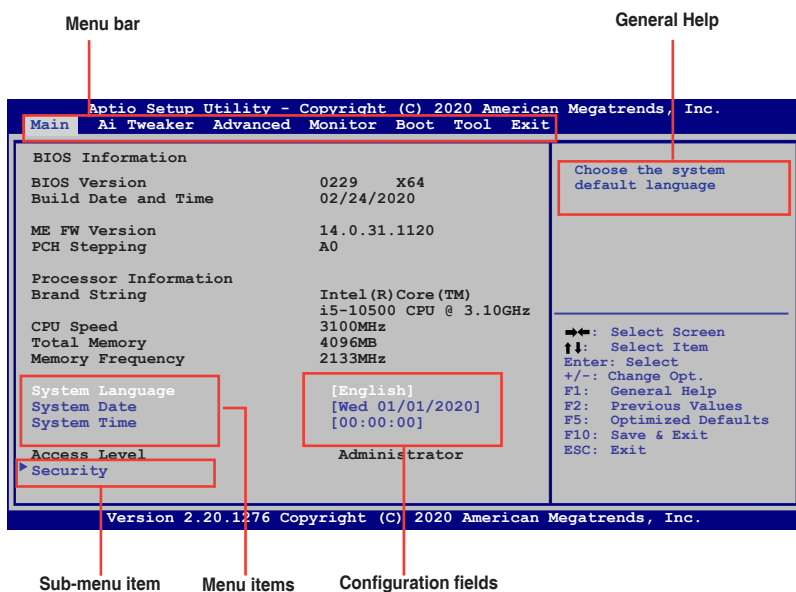 Menu bar
General Help
Aptio Setup Utility - Copyright (C) 2020 American Megatrends, Inc.
Main Ai Tweaker Advanced Monitor Boot Tool Exit
BIOS Information
BIOS Version 0229 X64
Build Date and Time 02/24/2020
ME FW Version 14.0.31.1120
PCH Stepping A0
Processor Information
Brand String Intel(R)Core(TM)
i5-10500 CPU @ 3.10GHz
CPU Speed 3100MHz
Total Memory 4096MB
Memory Frequency 2133MHz
System Language [English]
System Date [Wed 01/01/2020]
System Time [00:00:00]
Access Level Administrator
Security
Choose the system
default language
: Select Screen
: Select Item
Enter: Select
+/-: Change Opt.
F1: General Help
F2: Previous Values
F5: Optimized Defaults
F10: Save & Exit
ESC: Exit
Version 2.20.1276 Copyright (C) 2020 American Megatrends, Inc.
Sub-menu item
Menu items
Configuration fields